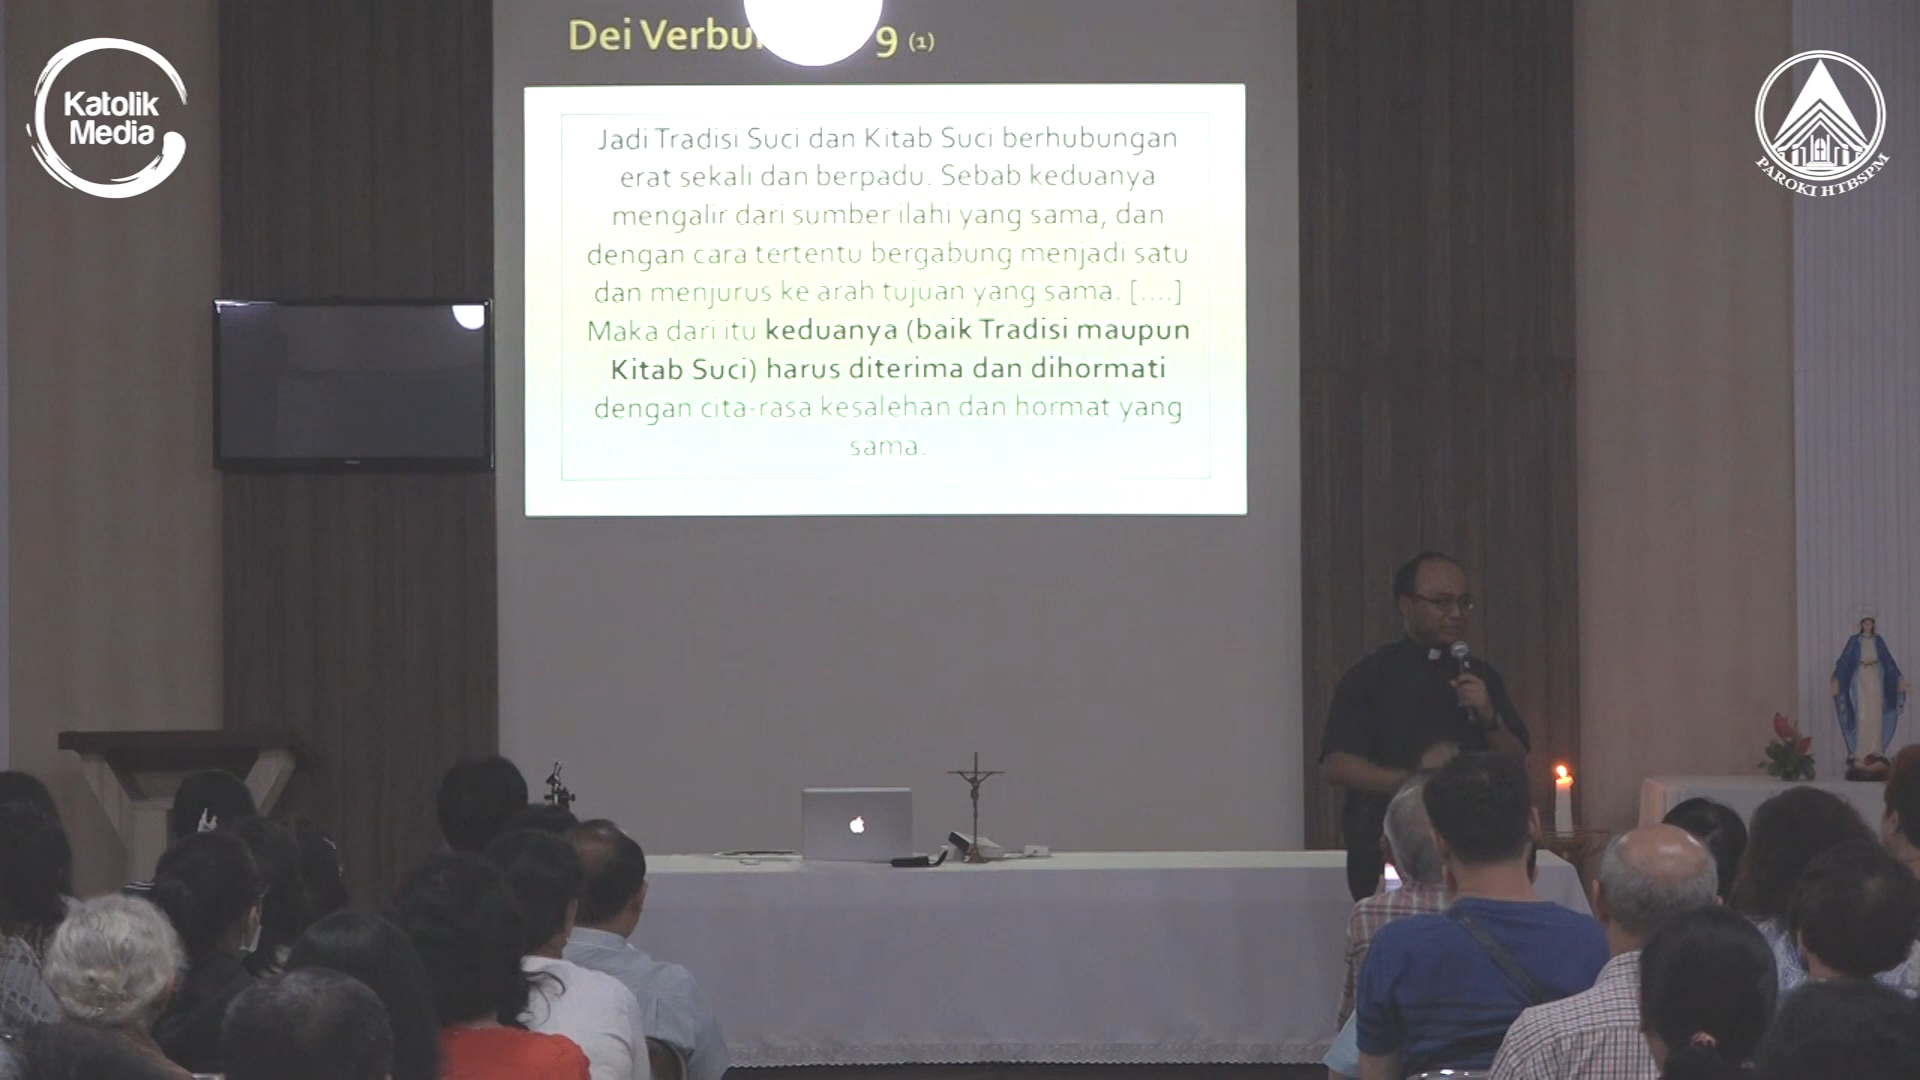 Dei Verbu 9 (1)
Katolik
Media
PAROKI HTBSPM
Jadi Tradisi Suci dan Kitab Suci berhubungan
erat sekali dan berpadu. Sebab keduanya
mengalir dari sumber ilahi yang sama, dan
dengan cara tertentu bergabung menjadi satu
dan menjurus ke arah tujuan yang sama. [....]
Maka dari itu keduanya (baik Tradisi maupun
Kitab Suci) harus diterima dan dihormati
dengan cita-rasa kesalehan dan hormat yang
sama.